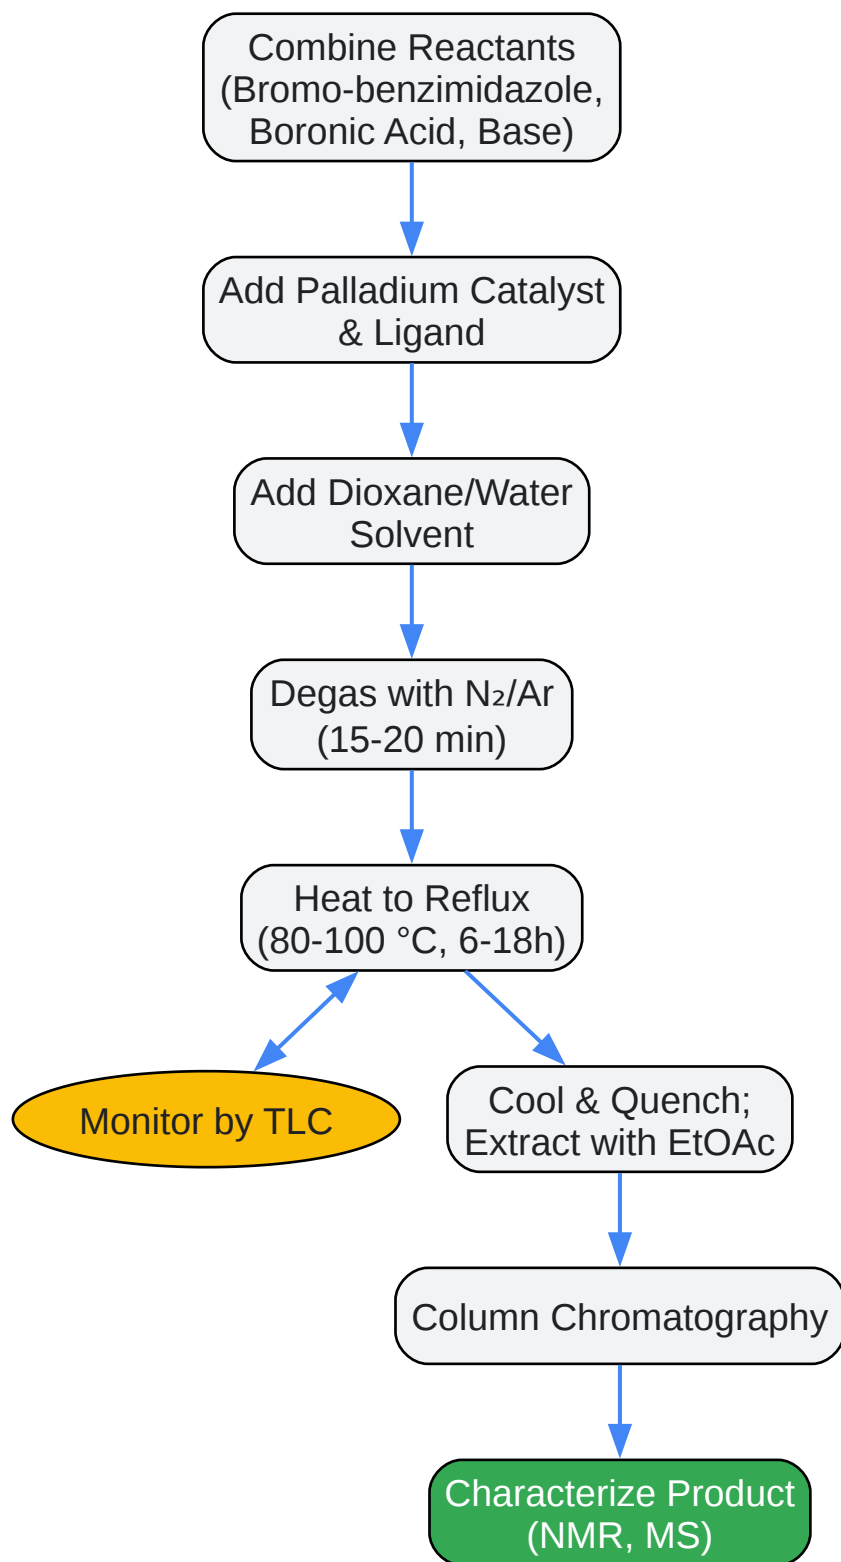 Combine Reactants
(Bromo-benzimidazole,
Boronic Acid, Base)
Add Palladium Catalyst
& Ligand
Add Dioxane/Water
Solvent
Degas with N₂/Ar
(15-20 min)
Heat to Reflux
(80-100 °C, 6-18h)
Monitor by TLC
Cool & Quench;
Extract with EtOAc
Column Chromatography
Characterize Product
(NMR, MS)